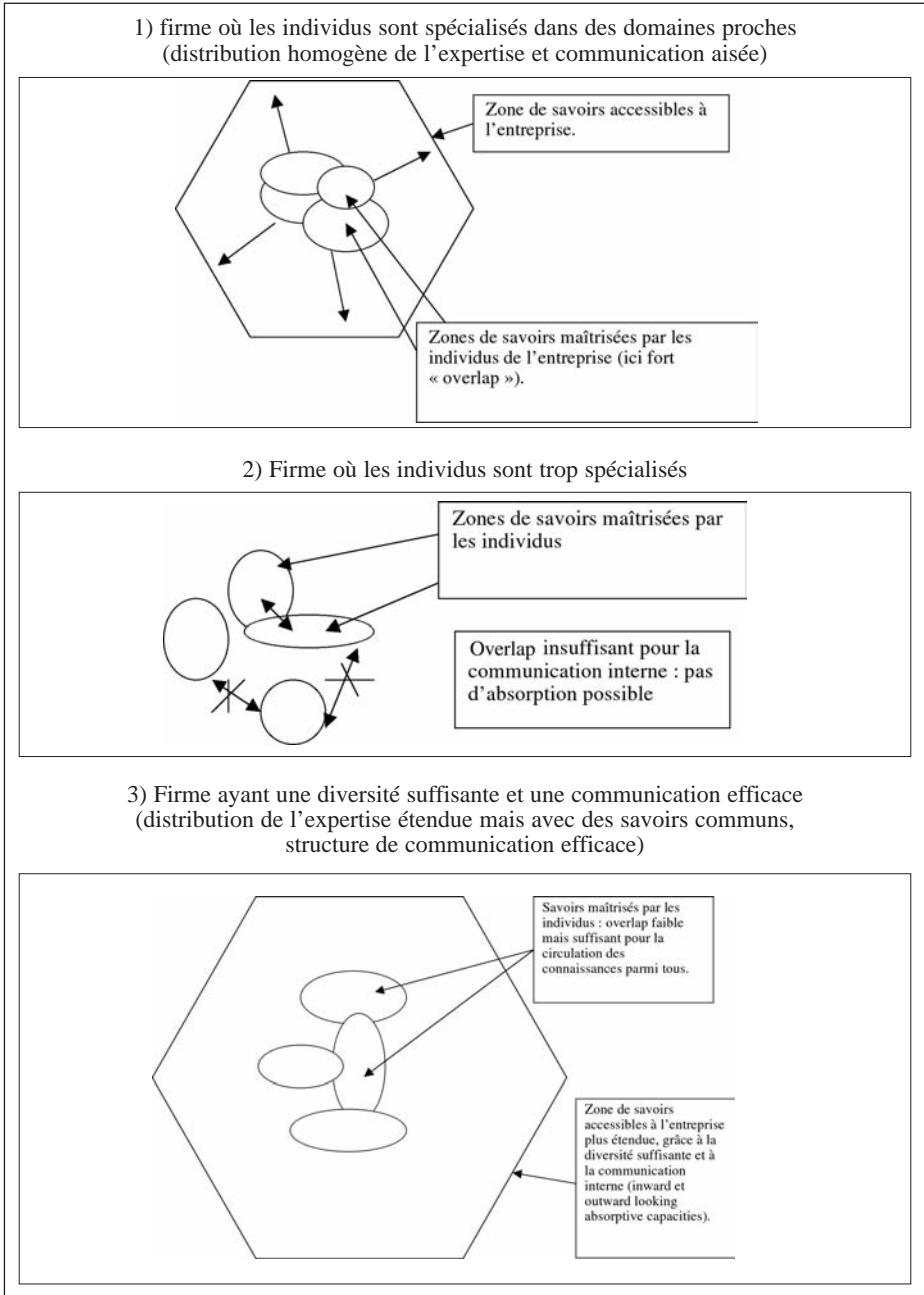 1) firme où les individus sont spécialisés dans des domaines proches
(distribution homogène de l’expertise et communication aisée)
Zone de savoirs accessibles à
l’entreprise.
Zones de savoirs maîtrisées par les
individus de l’entreprise (ici fort
« overlap »).
2) Firme où les individus sont trop spécialisés
Zones de savoirs maîtrisées par
les individus
Overlap insuffisant pour la
communication interne : pas
d’absorption possible
3) Firme ayant une diversité suffisante et une communication efficace
(distribution de l’expertise étendue mais avec des savoirs communs,
structure de communication efficace)
Savoirs maîtrisés par les
individus : overlap faible
mais suffisant pour la
circulation des
connaissances parmi tous.
Zone de savoirs
accessibles à l’entreprise
plus étendue, grâce à la
diversité suffisante et à
la communication
interne (inward et
outward looking
absorptive capacities).